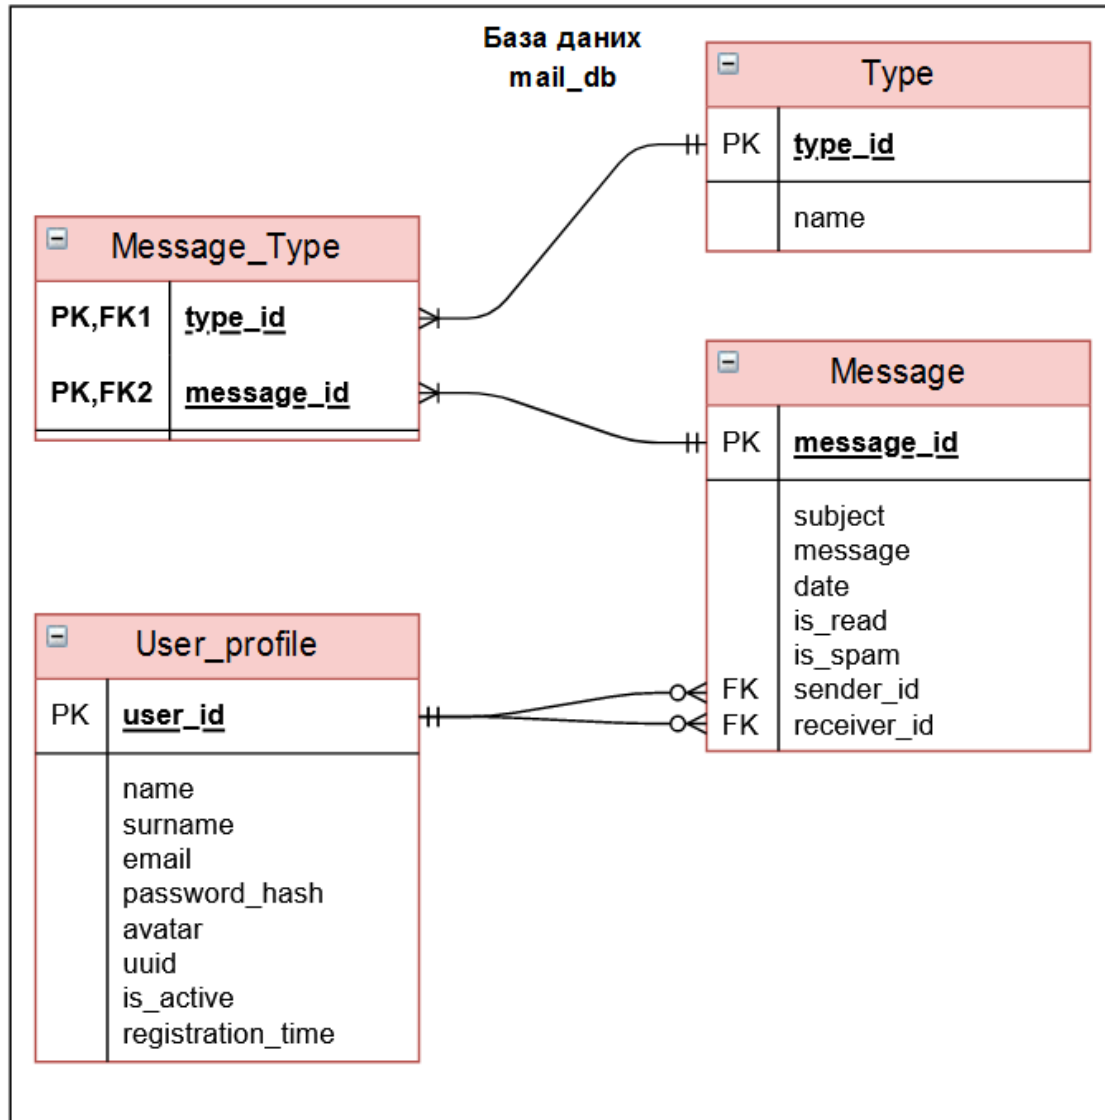 База даних
mail_db
Type
PK type_id
name
Message_Type
PK,FK1 type_id
PK,FK2 message_id
Message
PK message_id
subject
message
date
is_read
is_spam
FK sender_id
FK receiver_id
User_profile
PK user_id
name
surname
email
password_hash
avatar
uuid
is_active
registration_time